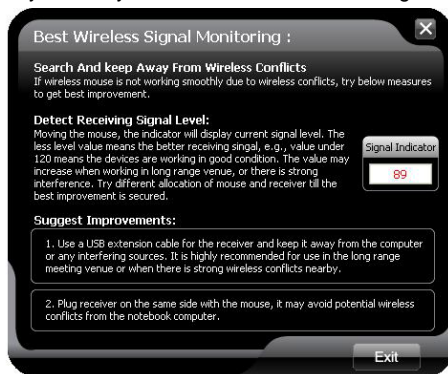 Best Wireless Signal Monitoring :
Search And keep Away From Wireless Conflicts
If wireless mouse is not working smoothly due to wireless conflicts, try below measures
to get best improvement.
Detect Receiving Signal Level:
Moving the mouse, the indicator will display current signal level. The
less level value means the better receiving singal, e.g., value under
120 means the devices are working in good condition. The value may
increase when working in long range venue, or there is strong
interference. Try different allocation of mouse and receiver till the
best improvement is secured.
Signal Indicator
89
Suggest Improvements:
1. Use a USB extension cable for the receiver and keep it away from the computer
or any interfering sources. It is highly recommended for use in the long range
meeting venue or when there is strong wireless conflicts nearby.
2. Plug receiver on the same side with the mouse, it may avoid potential wireless
conflicts from the notebook computer.
Exit